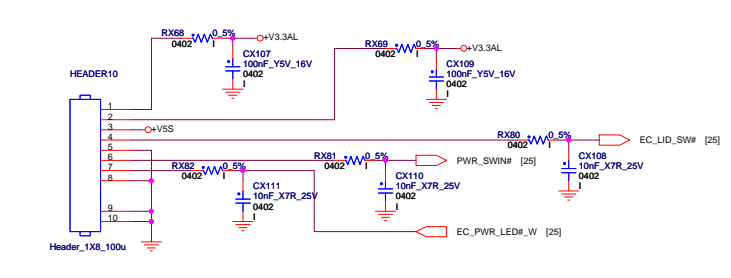 RX68 0_5%
0402 I
+V3.3AL
CX107
100nF_Y5V_16V
0402
I
RX69 0_5%
0402 I
+V3.3AL
CX109
100nF_Y5V_16V
0402
I
HEADER10
1
2
3
4
5
6
7
8
9
10
+V5S
Header_1X8_100u
RX80 0_5%
0402 I
EC_LID_SW# [25]
CX108
10nF_X7R_25V
0402
I
RX81 0_5%
0402 I
PWR_SWIN# [25]
CX110
10nF_X7R_25V
0402
I
RX82 0_5%
0402 I
CX111
10nF_X7R_25V
0402
I
EC_PWR_LED#_W [25]